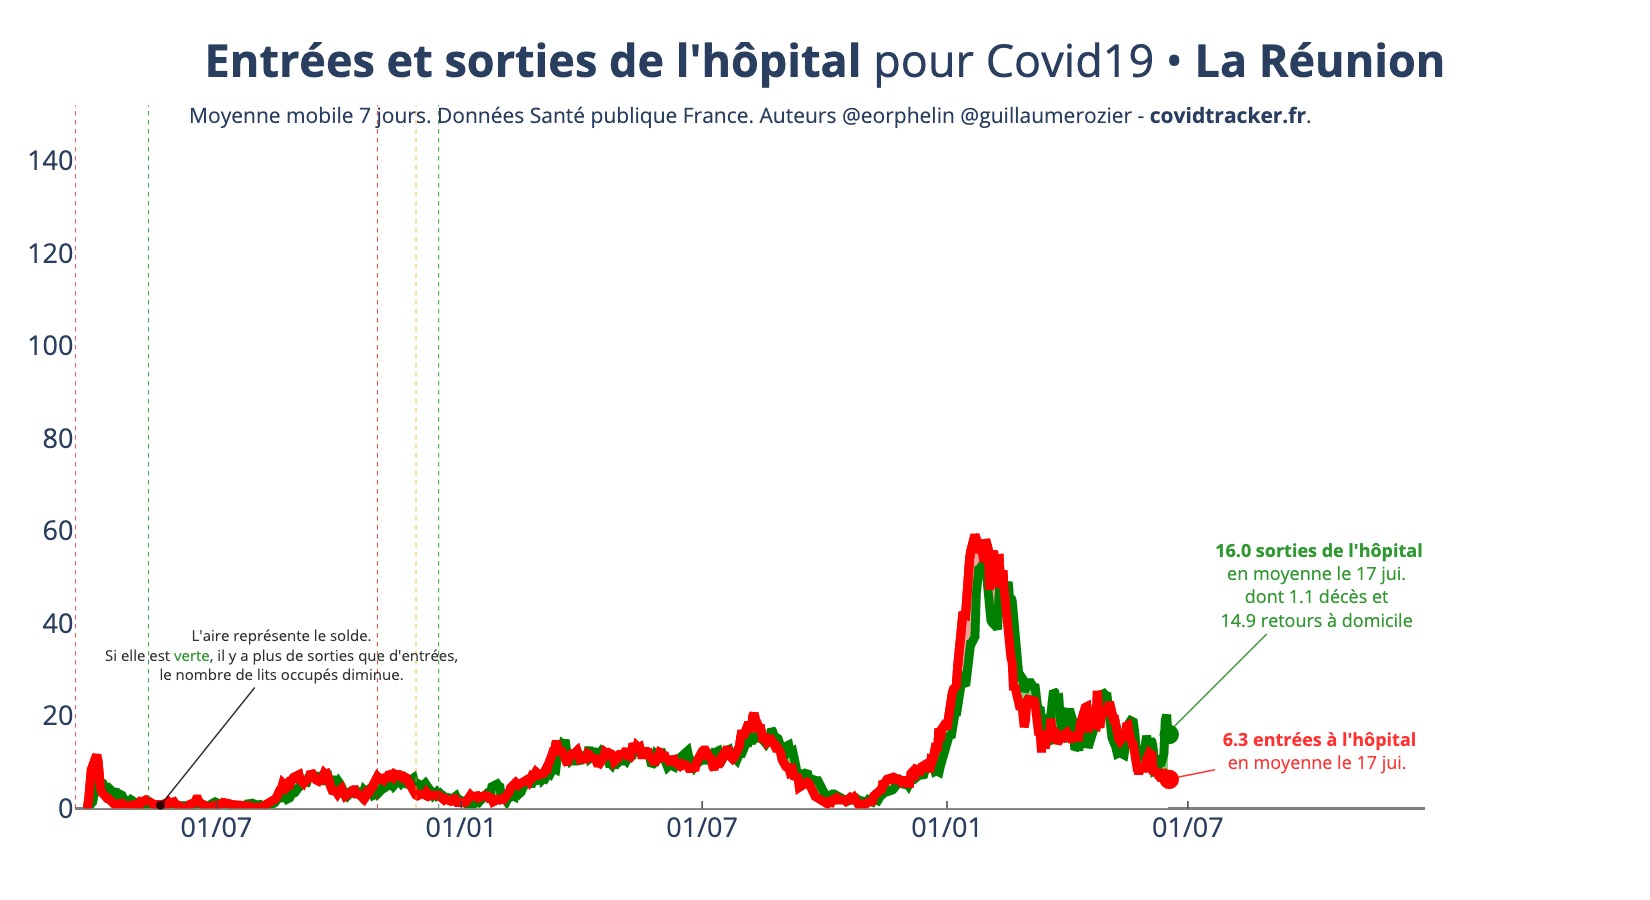 Entrées et sorties de l'hôpital pour Covid19 • La Réunion
Moyenne mobile 7 jours. Données Santé publique France. Auteurs @eorphelin @guillaumerozier - covidtracker.fr.
140
120
100
80
60
40
20
0
16.0 sorties de l'hôpital
en moyenne le 17 jui.
dont 1.1 décès et
14.9 retours à domicile
L'aire représente le solde.
Si elle est verte, il y a plus de sorties que d'entrées,
le nombre de lits occupés diminue.
6.3 entrées à l'hôpital
en moyenne le 17 jui.
01/07 01/01 01/07 01/01 01/07